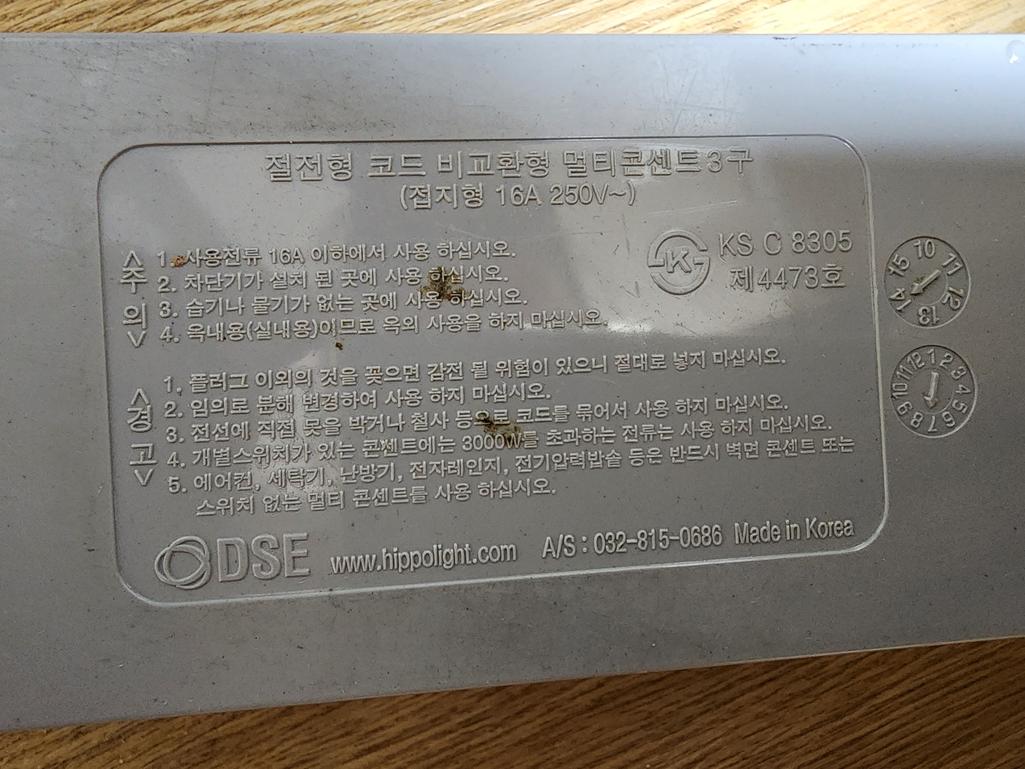 절전형 코드 비교환형 멀티콘센트3구
(접지형 16A 250V~)
<주의>
1. 사용전류 16A 이하에서 사용 하십시오.
2. 차단기가 설치 된 곳에 사용 하십시오.
3. 습기나 물기가 없는 곳에 사용 하십시오.
4. 옥내용(실내용)이므로 옥외 사용을 하지 마십시오.
K KS C 8305
제4473호
<경고>
1. 플러그 이외의 것을 꽂으면 감전 될 위험이 있으니 절대로 넣지 마십시오.
2. 임의로 분해 변경하여 사용 하지 마십시오.
3. 전선에 직접 못을 박거나 철사 등으로 코드를 묶어서 사용 하지 마십시오.
4. 개별스위치가 있는 콘센트에는 3000W를 초과하는 전류는 사용 하지 마십시오.
5. 에어컨, 세탁기, 난방기, 전자레인지, 전기압력밥솥 등은 반드시 벽면 콘센트 또는
스위치 없는 멀티 콘센트를 사용 하십시오.
DSE www.hippolight.com A/S : 032-815-0686 Made in Korea
10 11 12 13 14 15
1 2 3 4 5 6 7 8 9 10 11 12